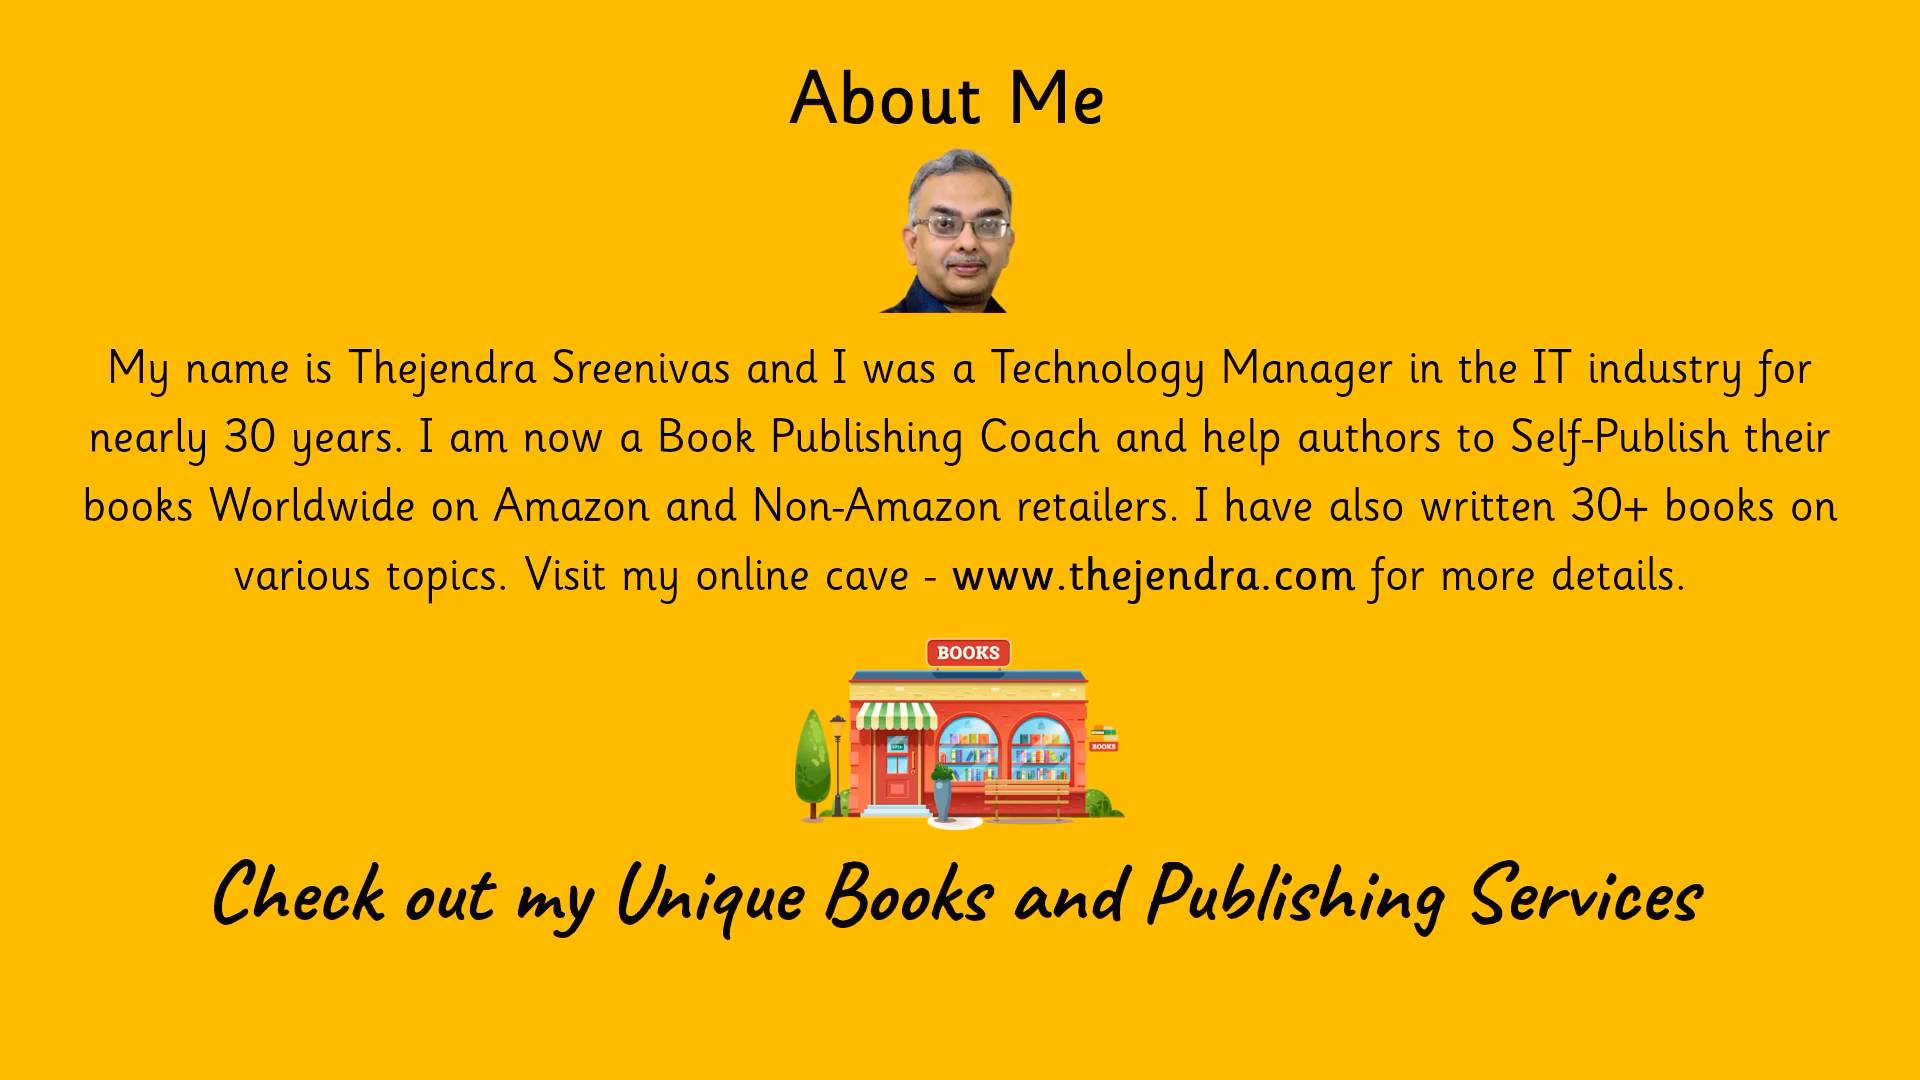 About Me
My name is Thejendra Sreenivas and I was a Technology Manager in the IT industry for
nearly 30 years. I am now a Book Publishing Coach and help authors to Self-Publish their
books Worldwide on Amazon and Non-Amazon retailers. I have also written 30+ books on
various topics. Visit my online cave - www.thejendra.com for more details.
BOOKS
BOOKS
Check out my Unique Books and Publishing Services